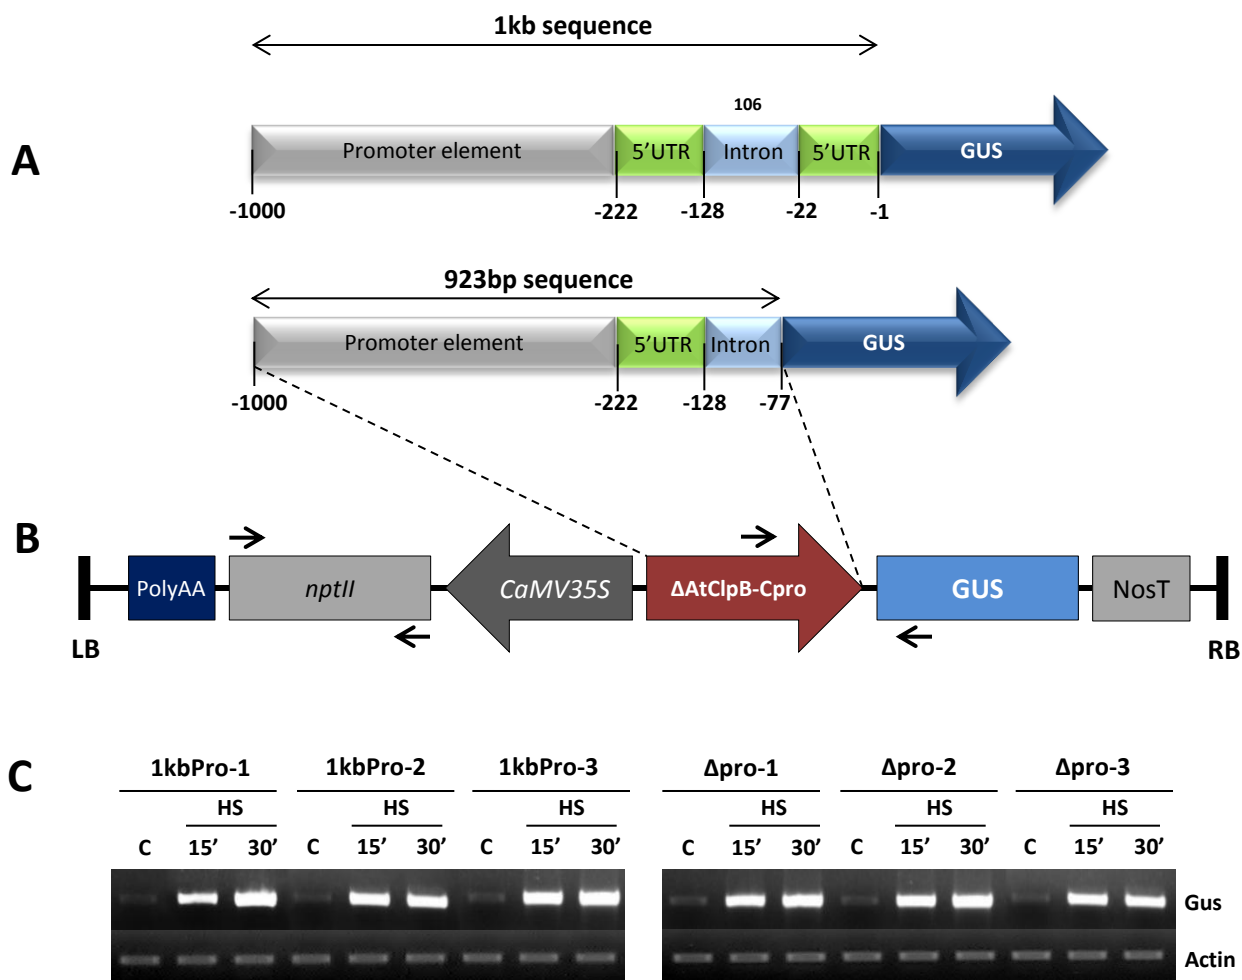 1kb sequence
106
A
Promoter element 5’UTR Intron 5’UTR GUS
-1000 -222 -128 -22 -1
923bp sequence
Promoter element 5’UTR Intron GUS
-1000 -222 -128 -77
B
PolyAA nptII CaMV35S ΔAtClpB-Cpro GUS NosT
LB RB
C
1kbPro-1 1kbPro-2 1kbPro-3 Δpro-1 Δpro-2 Δpro-3
HS HS HS HS HS HS
C 15’ 30’ C 15’ 30’ C 15’ 30’ C 15’ 30’ C 15’ 30’ C 15’ 30’
Gus
Actin